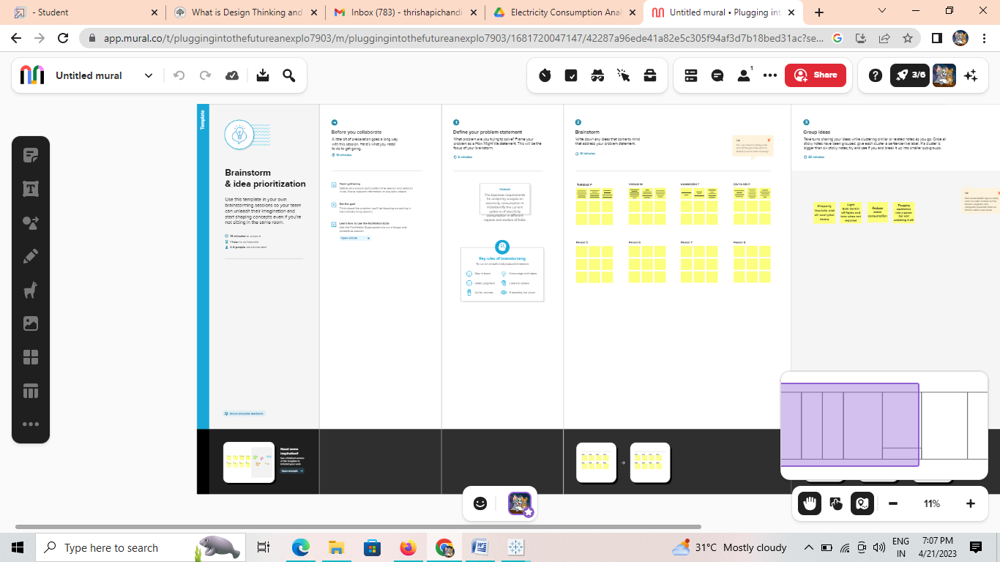 - Student
What is Design Thinking and
Inbox (783) - thrishapichandi
Electricity Consumption Anal
Untitled mural • Plugging int
app.mural.co/t/pluggingintothefutureanexplo7903/m/pluggingintothefutureanexplo7903/1681720047147/42287a96ede41a82e5c305f94af3d7b18bed31ac?se...
Untitled mural
1
Share
3/6
Template
Brainstorm
& idea prioritization
Use this template in your own
brainstorming sessions so your team
can unleash their imagination and
start shaping concepts even if you're
not sitting in the same room.
10 minutes to prepare
1 hour to collaborate
2-8 people recommended
Share template feedback
Need some
inspiration?
See a finished version
of this template to
kickstart your work.
Open example
Before you collaborate
A little bit of preparation goes a long way
with this session. Here's what you need
to do to get going.
10 minutes
Team gathering
Define who should participate in the session and send an
invite. Share relevant information or pre-work ahead.
Set the goal
Think about the problem you'll be focusing on solving in
the brainstorming session.
Learn how to use the facilitation tools
Use the Facilitation Superpowers to run a happy and
productive session.
Open article
1
Define your problem statement
What problem are you trying to solve? Frame your
problem as a How Might We statement. This will be the
focus of your brainstorm.
5 minutes
PROBLEM
The business requirements
for analyzing analysis an
electricity consumption in
indiaidentify the current
patterns of electricity
consumption in different
regions and sectors of India.
Key rules of brainstorming
To run an smooth and productive session
Stay in topic.
Encourage wild ideas.
Defer judgment.
Listen to others.
Go for volume.
If possible, be visual.
2
Brainstorm
Write down any ideas that come to mind
that address your problem statement.
10 minutes
TIP
THRISHA P
DIVYA SRI P
Person 5
Person 6
Person 7
Person 8
3
Group ideas
Take turns sharing your ideas while clustering similar or related notes as you go. Once all
sticky notes have been grouped, give each cluster a sentence-like label. If a cluster is
bigger than six sticky notes, try and see if you and break it up into smaller sub-groups.
20 minutes
TIP
Property
insulate and
air seal your
home
Light
Bulb Switch
off lights and
fans when not
required
Reduce
water
consumption
Plugging
electronics
into a power
bar and
11%
Type here to search
31°C Mostly cloudy
ENG
IN
7:07 PM
4/21/2023